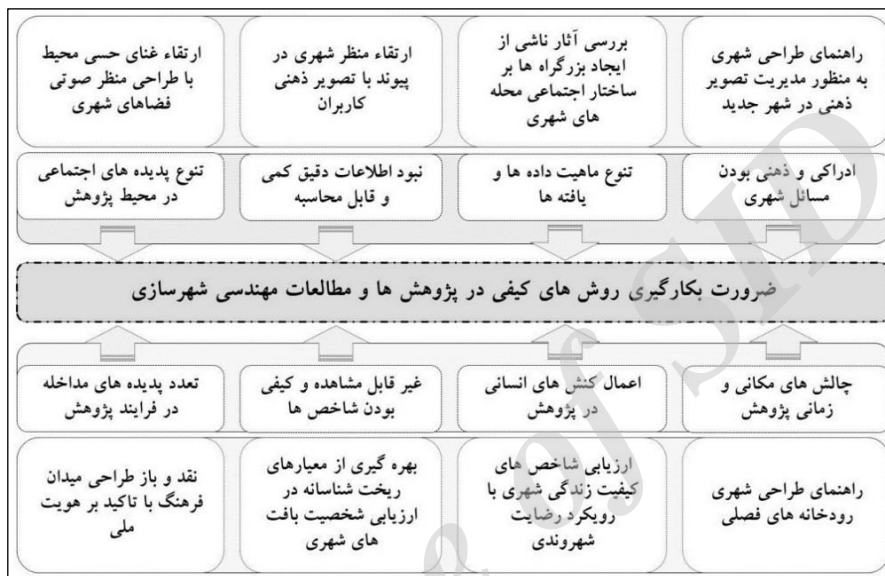 راهنمای طراحی شهری
به منظور مدیریت تصویر
ذهنی در شهر جدید
بررسی آثار ناشی از
ایجاد بزرگراه ها بر
ساختار اجتماعی محله
های شهری
ارتقاء منظر شهری در
پیوند با تصویر ذهنی
کاربران
ارتقاء غنای حسی محیط
با طراحی منظر صوتی
فضاهای شهری
ادراکی و ذهنی بودن
مسائل شهری
تنوع ماهیت داده ها و
یافته ها
نبود اطلاعات دقیق کمی
و قابل محاسبه
تنوع پدیده های اجتماعی
در محیط پژوهش
ضرورت بکارگیری روش های کیفی در پژوهش ها و مطالعات مهندسی شهرسازی
چالش های مکانی و
زمانی پژوهش
اعمال کنش های انسانی
در پژوهش
غیر قابل مشاهده و کیفی
بودن شاخص ها
تعدد پدیده های مداخله
در فرایند پژوهش
راهنمای طراحی شهری
رودخانه های فصلی
ارزیابی شاخص های
کیفیت زندگی شهری با
رویکرد رضایت
شهروندی
بهره گیری از معیارهای
ریخت شناسانه در
ارزیابی شخصیت بافت
های شهری
نقد و باز طراحی میدان
فرهنگ با تاکید بر هویت
ملی
of SID